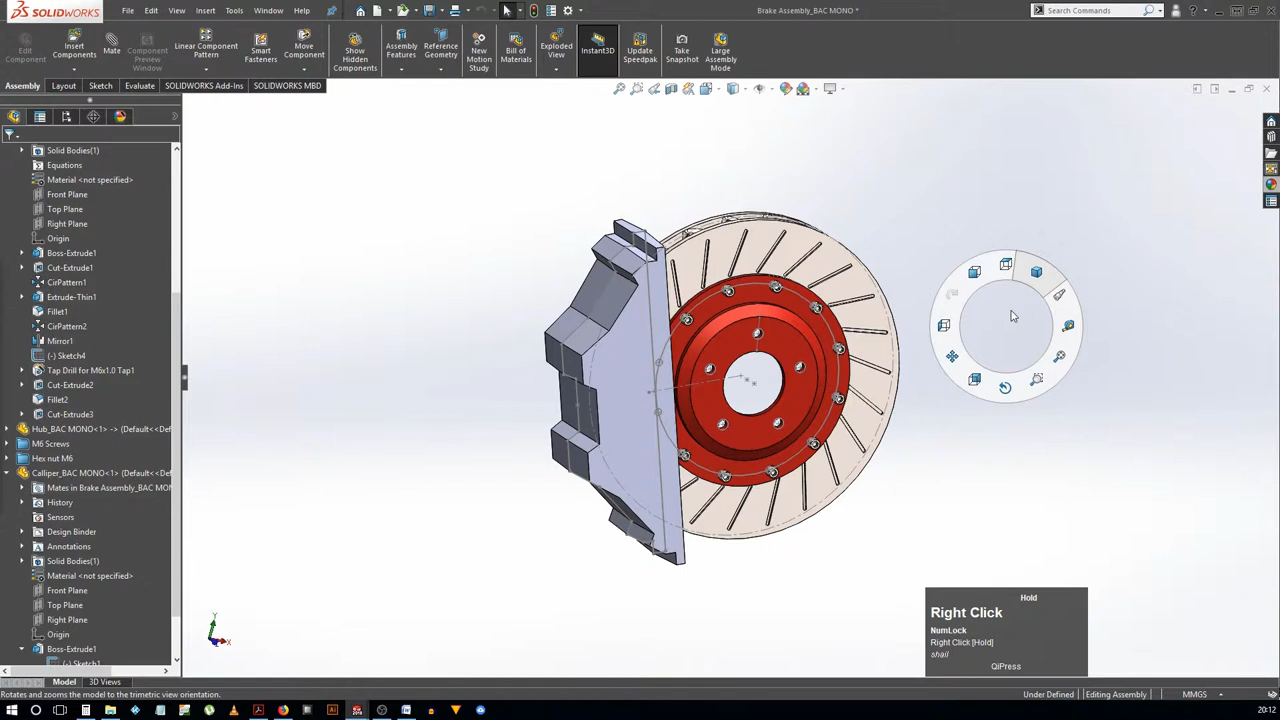 SOLIDWORKS
File Edit View Insert Tools Window Help
Brake Assembly_BAC MONO *
Search Commands
Edit Component
Insert Components
Mate
Component Preview Window
Linear Component Pattern
Smart Fasteners
Move Component
Show Hidden Components
Assembly Features
Reference Geometry
New Motion Study
Bill of Materials
Exploded View
Instant3D
Update Speedpak
Take Snapshot
Large Assembly Mode
Assembly Layout Sketch Evaluate SOLIDWORKS Add-Ins SOLIDWORKS MBD
Solid Bodies(1)
Equations
Material <not specified>
Front Plane
Top Plane
Right Plane
Origin
Boss-Extrude1
Cut-Extrude1
CirPattern1
Extrude-Thin1
Fillet1
CirPattern2
Mirror1
(-) Sketch4
Tap Drill for M6x1.0 Tap1
Cut-Extrude2
Fillet2
Cut-Extrude3
Hub_BAC MONO<1> -> (Default<<Def
M6 Screws
Hex nut M6
Calliper_BAC MONO<1> (Default<<De
Mates in Brake Assembly_BAC MON
History
Sensors
Design Binder
Annotations
Solid Bodies(1)
Material <not specified>
Front Plane
Top Plane
Right Plane
Origin
Boss-Extrude1
(-) Sketch1
Y
X
Hold
Right Click
NumLock
Right Click [Hold]
shail
QiPress
Model 3D Views
Rotates and zooms the model to the trimetric view orientation.
Under Defined Editing Assembly MMGS
20:12